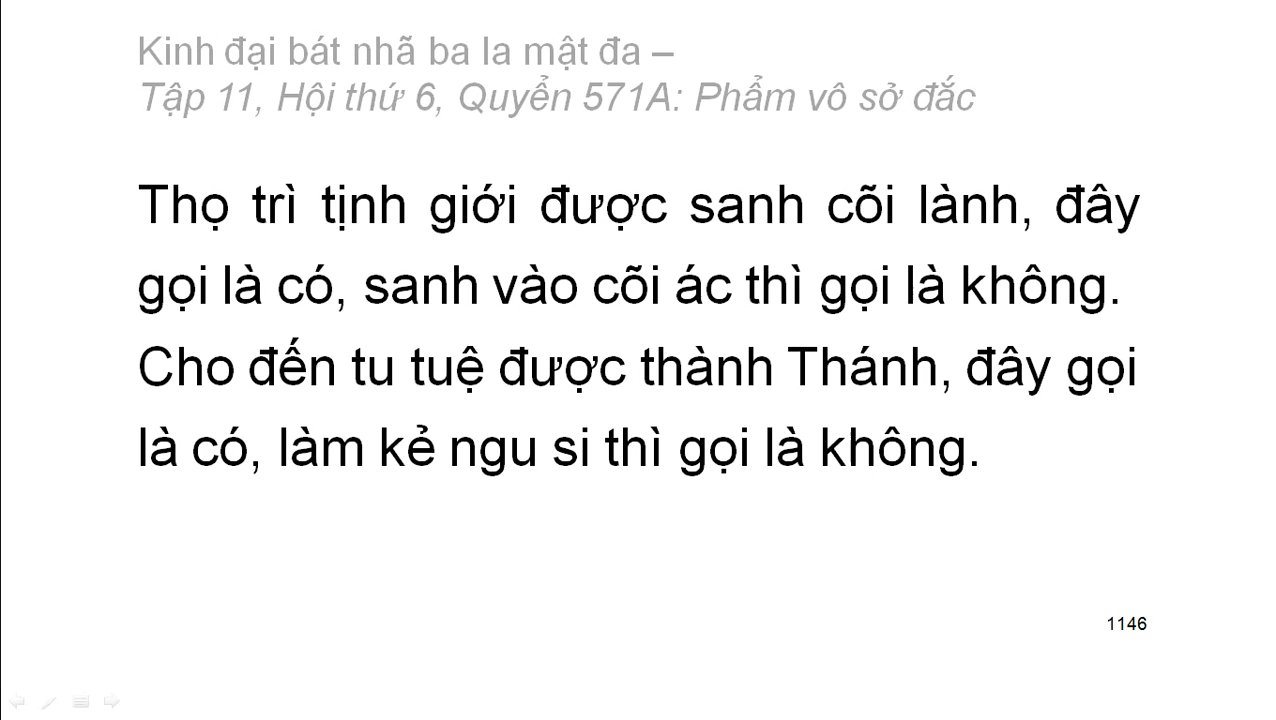 Kinh đại bát nhã ba la mật đa –
Tập 11, Hội thứ 6, Quyển 571A: Phẩm vô sở đắc
Thọ trì tịnh giới được sanh cõi lành, đây
gọi là có, sanh vào cõi ác thì gọi là không.
Cho đến tu tuệ được thành Thánh, đây gọi
là có, làm kẻ ngu si thì gọi là không.
1146